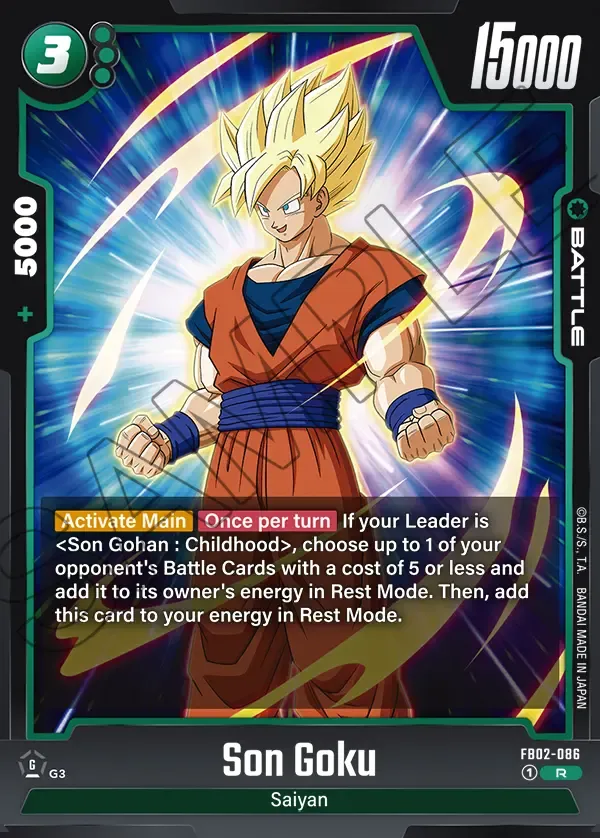 3
15000
+ 5000
BATTLE
SAMPLE
Activate Main Once per turn If your Leader is
<Son Gohan : Childhood>, choose up to 1 of your
opponent's Battle Cards with a cost of 5 or less and
add it to its owner's energy in Rest Mode. Then, add
this card to your energy in Rest Mode.
©B.S./S., T.A. BANDAI MADE IN JAPAN
G
G3
Son Goku
FB02-086
1 R
Saiyan